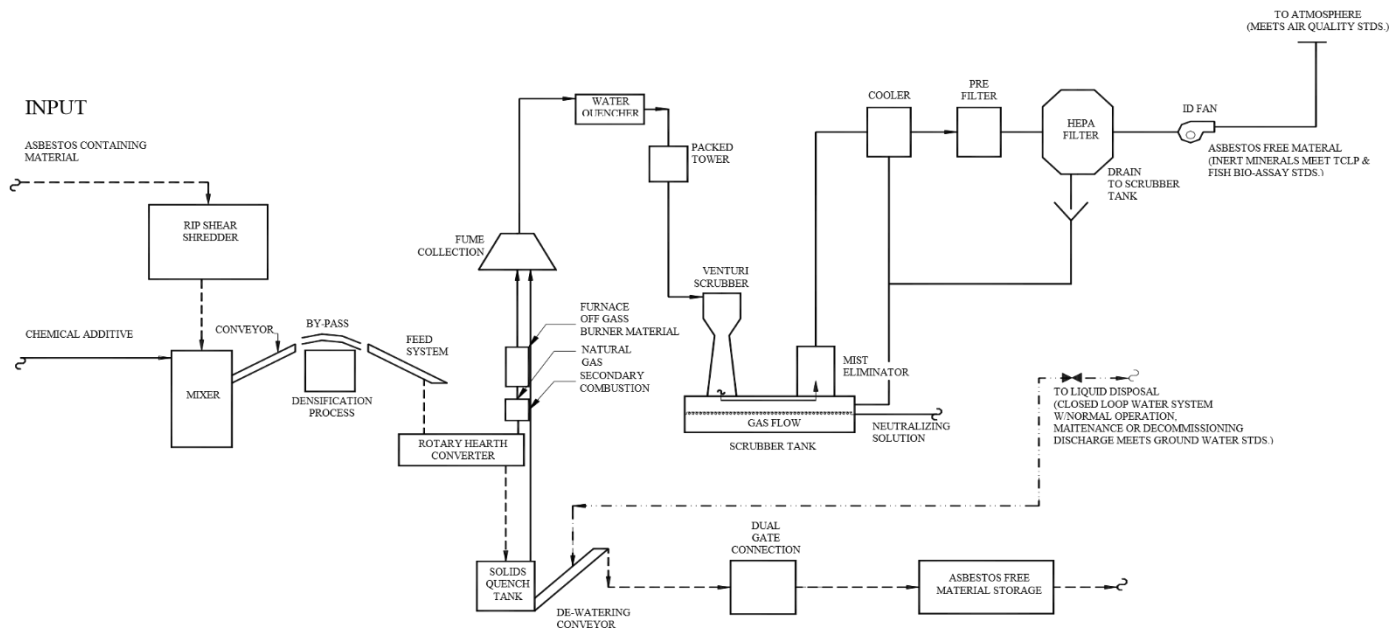 TO ATMOSPHERE
(MEETS AIR QUALITY STDS.)
INPUT
ASBESTOS CONTAINING
MATERIAL
RIP SHEAR
SHREDDER
CHEMICAL ADDITIVE
MIXER
CONVEYOR
BY-PASS
DENSIFICATION
PROCESS
FEED
SYSTEM
ROTARY HEARTH
CONVERTER
FUME
COLLECTION
WATER
QUENCHER
PACKED
TOWER
FURNACE
OFF GASS
BURNER MATERIAL
NATURAL
GAS
SECONDARY
COMBUSTION
VENTURI
SCRUBBER
MIST
ELIMINATOR
GAS FLOW
SCRUBBER TANK
NEUTRALIZING
SOLUTION
COOLER
PRE
FILTER
HEPA
FILTER
DRAIN
TO SCRUBBER
TANK
ID FAN
ASBESTOS FREE MATERAL
(INERT MINERALS MEET TCLP &
FISH BIO-ASSAY STDS.)
TO LIQUID DISPOSAL
(CLOSED LOOP WATER SYSTEM
W/NORMAL OPERATION,
MAITENANCE OR DECOMMISSIONING
DISCHARGE MEETS GROUND WATER STDS.)
SOLIDS
QUENCH
TANK
DE-WATERING
CONVEYOR
DUAL
GATE
CONNECTION
ASBESTOS FREE
MATERIAL STORAGE